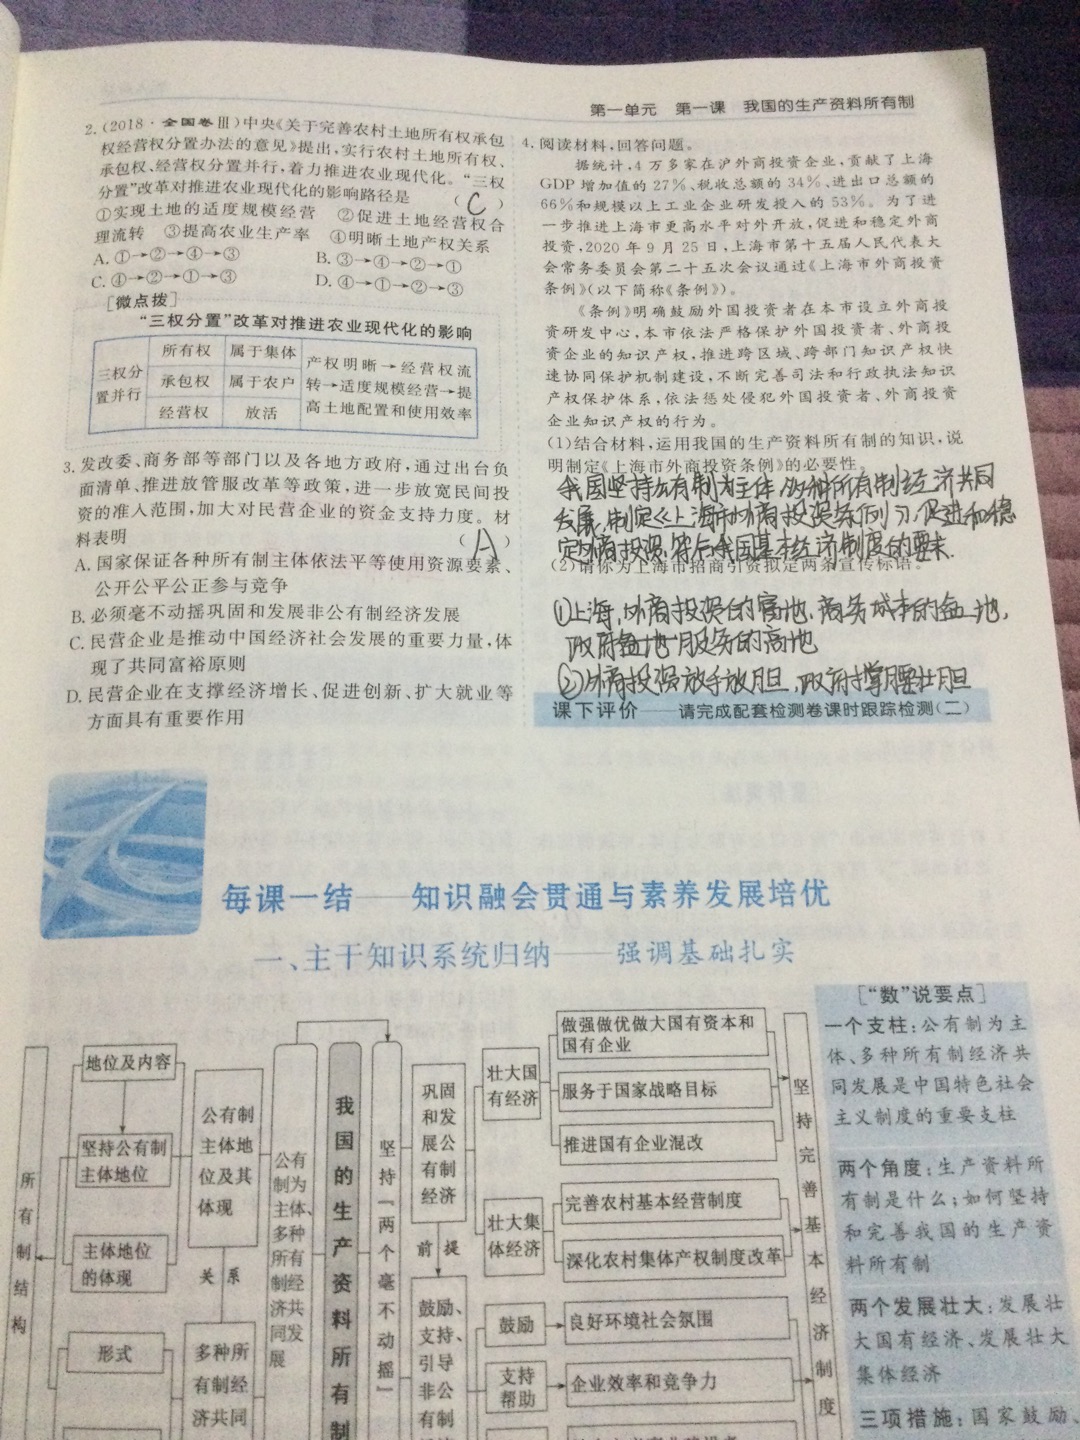 第一单元 第一课 我国的生产资料所有制
2.(2018·全国卷Ⅲ)中央《关于完善农村土地所有权承包
权经营权分置办法的意见》提出,实行农村土地所有权、
承包权、经营权分置并行,着力推进农业现代化。“三权
分置”改革对推进农业现代化的影响路径是 (C)
①实现土地的适度规模经营 ②促进土地经营权合
理流转 ③提高农业生产率 ④明晰土地产权关系
A.①→②→④→③ B.③→④→②→①
C.④→②→①→③ D.④→①→②→③
[微点拨]
“三权分置”改革对推进农业现代化的影响
三权分置并行
所有权 属于集体
承包权 属于农户
经营权 放活
产权明晰→经营权流
转→适度规模经营→提
高土地配置和使用效率
3.发改委、商务部等部门以及各地方政府,通过出台负
面清单、推进放管服改革等政策,进一步放宽民间投
资的准入范围,加大对民营企业的资金支持力度。材
料表明 (A)
A.国家保证各种所有制主体依法平等使用资源要素、
公开公平公正参与竞争
B.必须毫不动摇巩固和发展非公有制经济发展
C.民营企业是推动中国经济社会发展的重要力量,体
现了共同富裕原则
D.民营企业在支撑经济增长、促进创新、扩大就业等
方面具有重要作用
4.阅读材料,回答问题。
据统计,4万多家在沪外商投资企业,贡献了上海
GDP增加值的27%、税收总额的34%、进出口总额的
66%和规模以上工业企业研发投入的53%。为了进
一步推进上海市更高水平对外开放,促进和稳定外商
投资,2020年9月25日,上海市第十五届人民代表大
会常务委员会第二十五次会议通过《上海市外商投资
条例》(以下简称《条例》)。
《条例》明确鼓励外国投资者在本市设立外商投
资研发中心,本市依法严格保护外国投资者、外商投
资企业的知识产权,推进跨区域、跨部门知识产权快
速协同保护机制建设,不断完善司法和行政执法知识
产权保护体系,依法惩处侵犯外国投资者、外商投资
企业知识产权的行为。
(1)结合材料,运用我国的生产资料所有制的知识,说
明制定《上海市外商投资条例》的必要性。
我国坚持公有制为主体,多种所有制经济共同
发展,制定《上海市外商投资条例》,促进和稳
定外商投资,符合我国基本经济制度的要求.
(2)请你为上海市招商引资拟定两条宣传标语。
①上海,外商投资的富地,商务成本的盆地,
政府服务的高地
②外商投资放手放胆,政府撑腰壮胆
课下评价——请完成配套检测卷课时跟踪检测(二)
每课一结——知识融会贯通与素养发展培优
一、主干知识系统归纳——强调基础扎实
所有制结构
地位及内容
坚持公有制
主体地位
主体地位
的体现
形式
公有制
主体地
位及其
体现
关系
多种所
有制经
济共同
公有
制为
主体、
多种
所有
制经
济共
同发
展
我国的生产资料所有制
坚持“两个毫不动摇”
巩固
和发
展公
有制
经济
前提
鼓励、
支持、
引导
非公
有制
壮大国
有经济
做强做优做大国有资本和
国有企业
服务于国家战略目标
推进国有企业混改
壮大集
体经济
完善农村基本经营制度
深化农村集体产权制度改革
鼓励
良好环境社会氛围
支持
帮助
企业效率和竞争力
坚持完善基本经济制度
[“数”说要点]
一个支柱:公有制为主
体、多种所有制经济共
同发展是中国特色社会
主义制度的重要支柱
两个角度:生产资料所
有制是什么;如何坚持
和完善我国的生产资
料所有制
两个发展壮大:发展壮
大国有经济、发展壮大
集体经济
三项措施:国家鼓励、